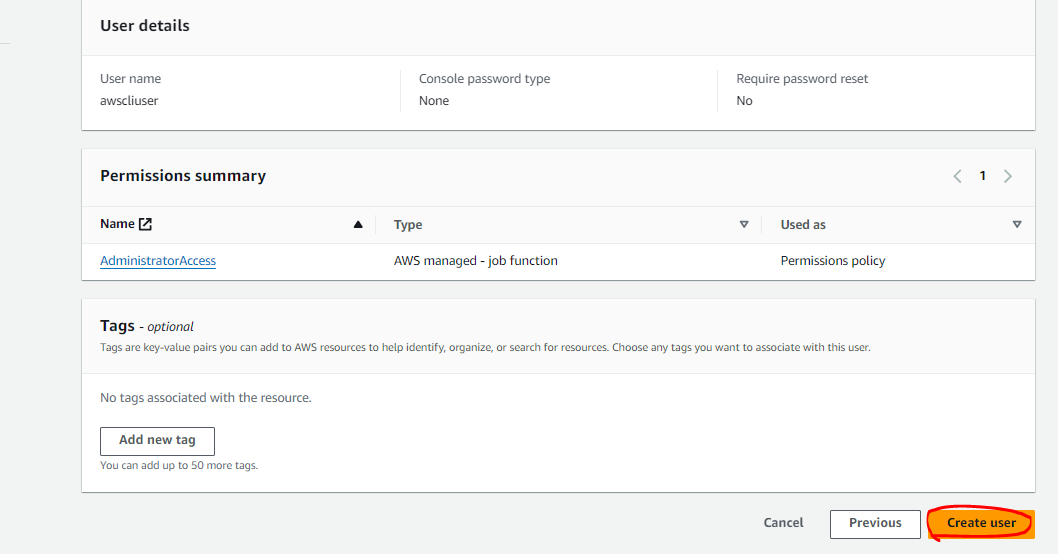 User details
User name
Console password type
Require password reset
awscliuser
None
No
Permissions summary
1
Name
Type
Used as
AdministratorAccess
AWS managed - job function
Permissions policy
Tags - optional
Tags are key-value pairs you can add to AWS resources to help identify, organize, or search for resources. Choose any tags you want to associate with this user.
No tags associated with the resource.
Add new tag
You can add up to 50 more tags.
Cancel
Previous
Create user